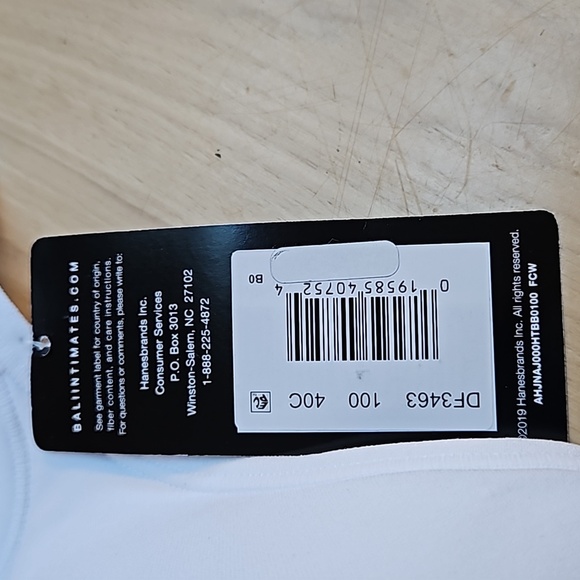 BALIINTIMATES.COM
See garment label for country of origin,
fiber content, and care instructions.
For questions or comments, please write to:
Hanesbrands Inc.
Consumer Services
P.O. Box 3013
Winston-Salem, NC 27102
1-888-225-4872
DF3463 100 40C
0 19585 40752 4
B0
©2019 Hanesbrands Inc. All rights reserved.
AHJNAJ000HTBB0100 FCW